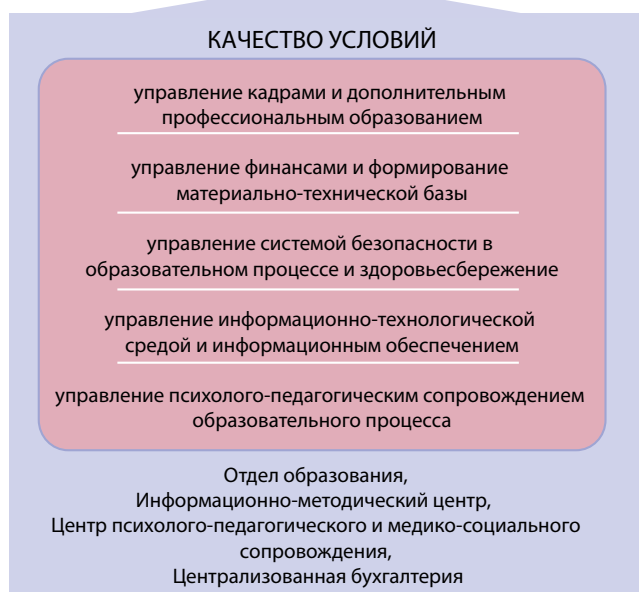 КАЧЕСТВО УСЛОВИЙ
управление кадрами и дополнительным
профессиональным образованием
управление финансами и формирование
материально-технической базы
управление системой безопасности в
образовательном процессе и здоровьесбережение
управление информационно-технологической
средой и информационным обеспечением
управление психолого-педагогическим сопровождением
образовательного процесса
Отдел образования,
Информационно-методический центр,
Центр психолого-педагогического и медико-социального
сопровождения,
Централизованная бухгалтерия